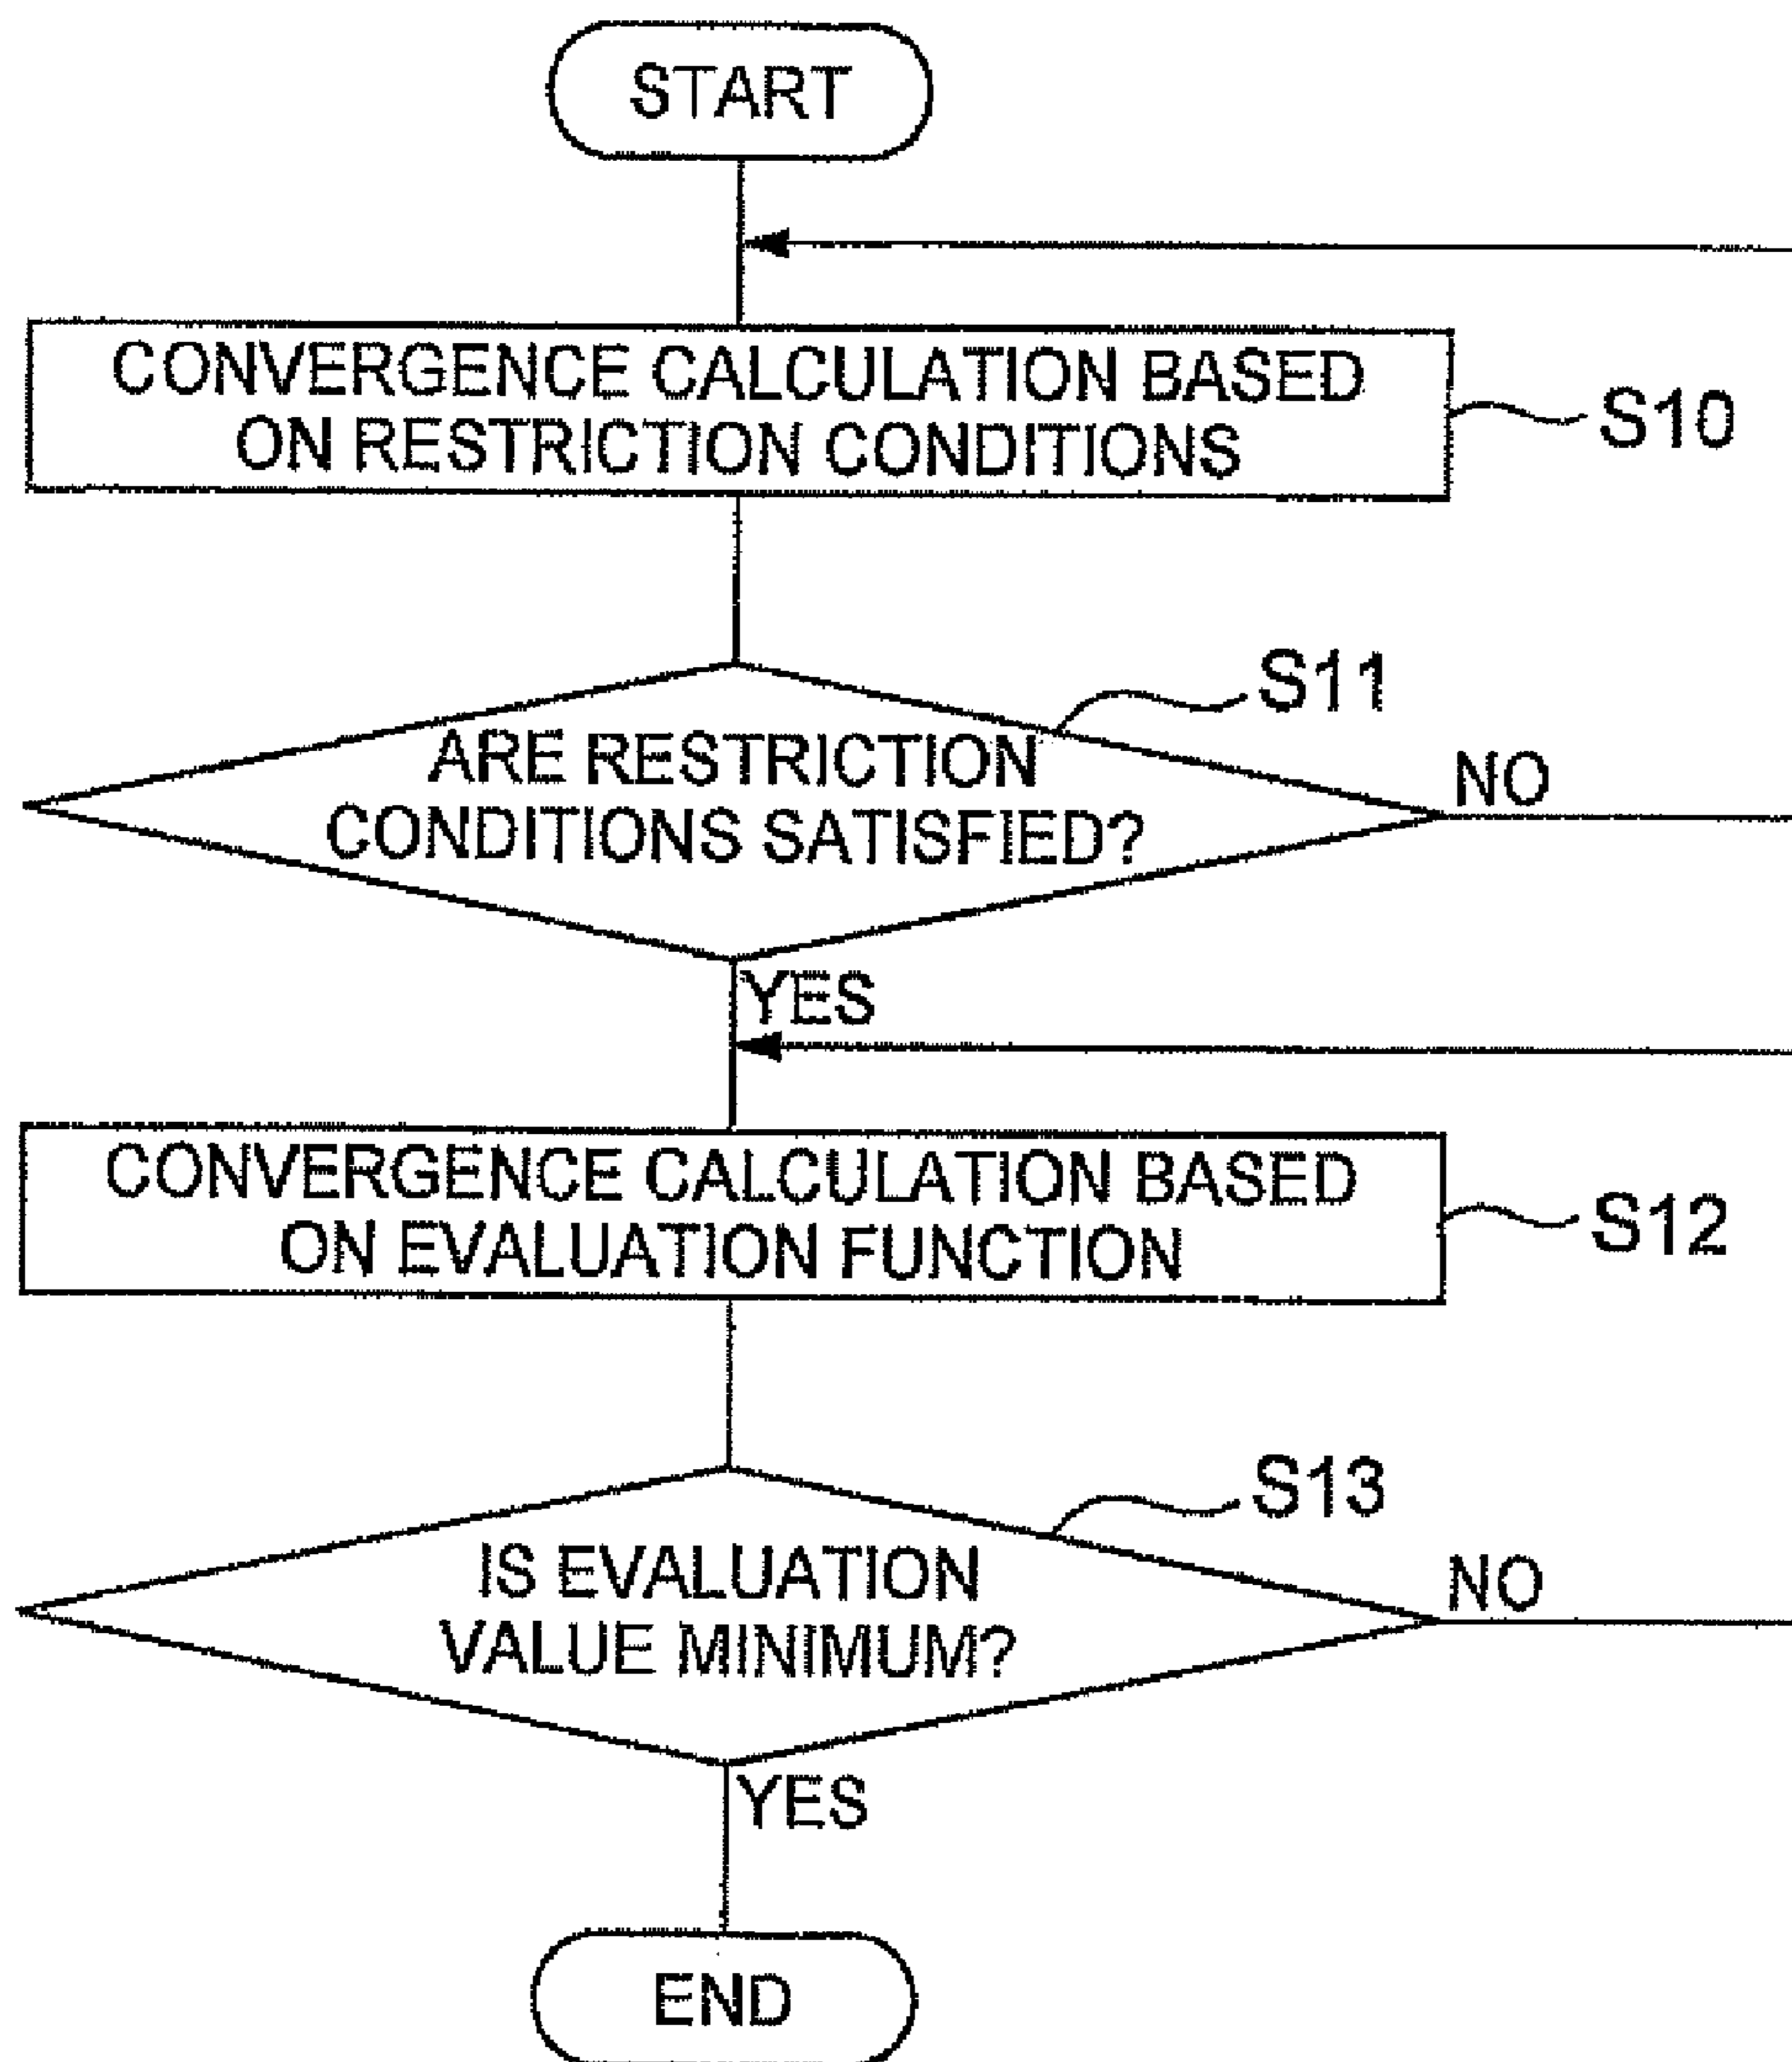 START
CONVERGENCE CALCULATION BASED
ON RESTRICTION CONDITIONS
S10
S11
ARE RESTRICTION
CONDITIONS SATISFIED?
NO
YES
CONVERGENCE CALCULATION BASED
ON EVALUATION FUNCTION
S12
S13
IS EVALUATION
VALUE MINIMUM?
NO
YES
END